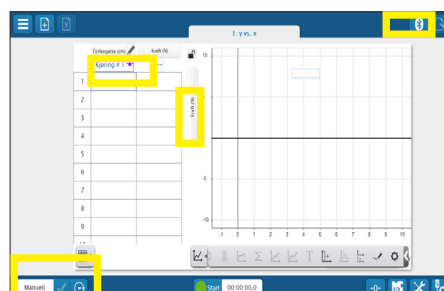 1: y vs. x
Forlengelse (cm) Kraft (N)
Kjøring # 1
1
2
3
4
5
6
7
8
9
Kraft (N)
10
5
0
-5
-10
-1 0 1 2 3 4 5 6 7 8 9 10
Manuell
Start 00:00:00,0